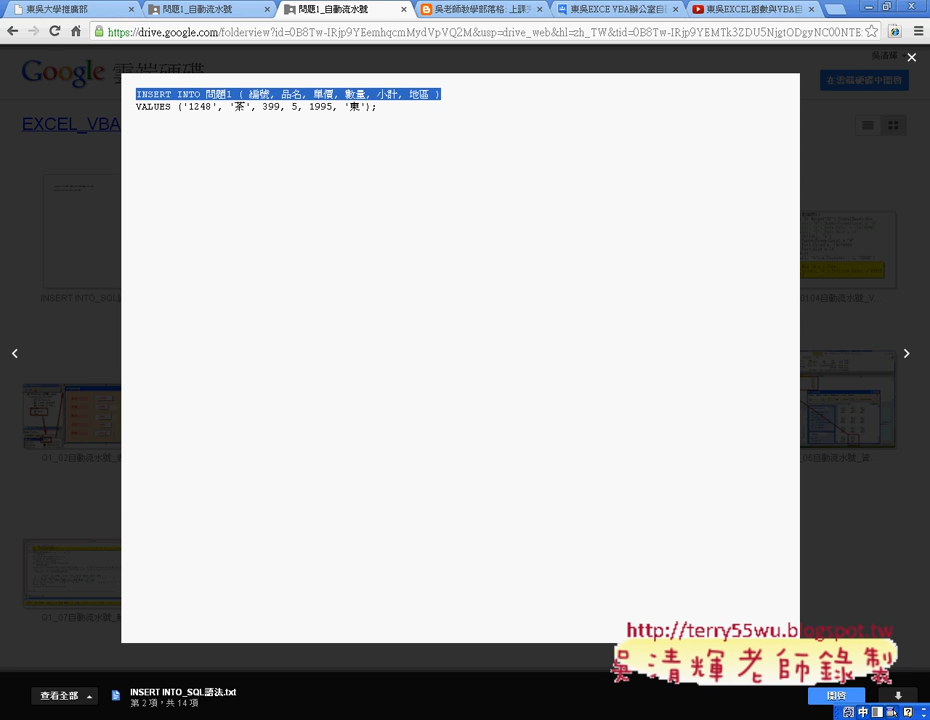 東吳大學推廣部
問題1_自動流水號
問題1_自動流水號
吳老師教學部落格: 上課
東吳EXCE VBA辦公室自
東吳EXCEL函數與VBA自
https://drive.google.com/folderview?id=0B8Tw-IRjp9YEemhqcmMydVpVQ2M&usp=drive_web&hl=zh_TW&tid=0B8Tw-IRjp9YEMTk3ZDU5NjgtODgyNC00NTE
Google 雲端硬碟
在雲端硬碟中開啟
EXCEL_VBA
INSERT INTO 問題1 ( 編號, 品名, 單價, 數量, 小計, 地區 )
VALUES ('1248', '茶', 399, 5, 1995, '東');
INSERT INTO_SQL
0104自動流水號_V
Q1_02自動流水號_
06自動流水號_資
Q1_07自動流水號_
http://terry55wu.blogspot.tw
吳清輝老師錄製
查看全部
INSERT INTO_SQL語法.txt
第 2 項，共 14 項
開啟
中